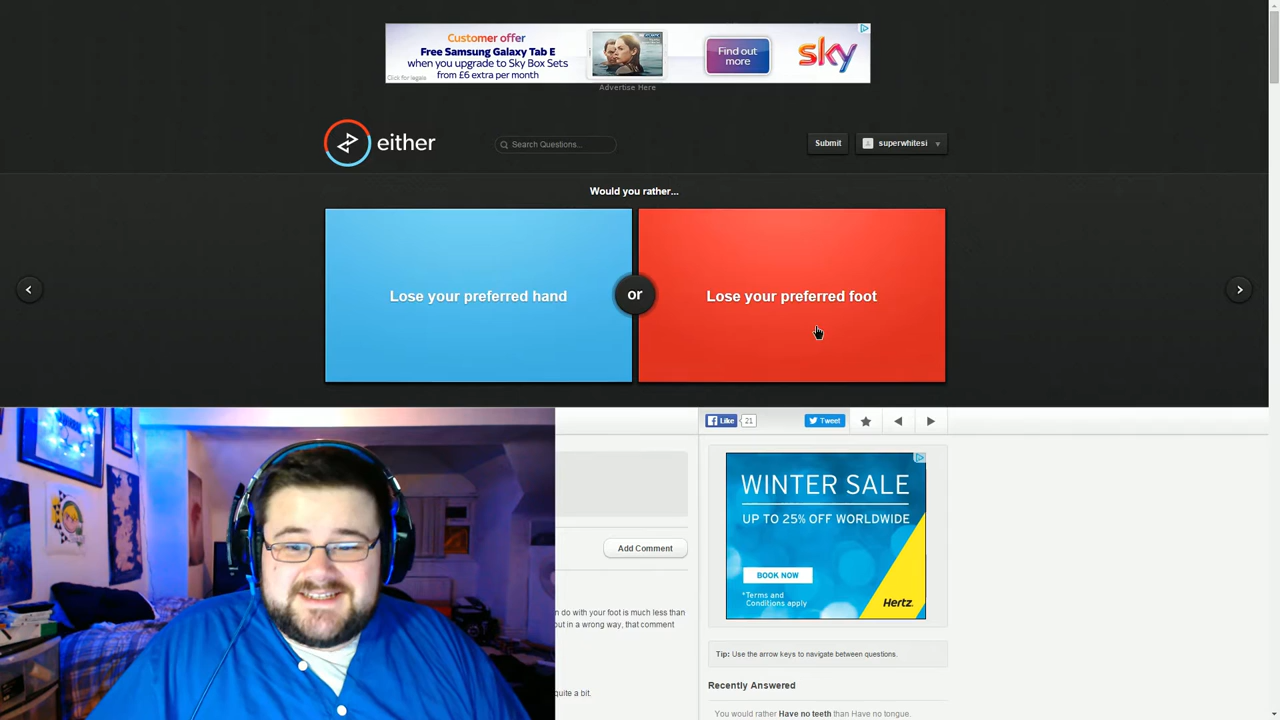 Customer offer
Free Samsung Galaxy Tab E
when you upgrade to Sky Box Sets
from £6 extra per month
Click for legals
Find out
more
sky
Advertise Here
either
Search Questions...
Submit
superwhitesi
Would you rather...
Lose your preferred hand
or
Lose your preferred foot
Like
21
Tweet
WINTER SALE
UP TO 25% OFF WORLDWIDE
BOOK NOW
*Terms and
Conditions apply
Hertz.
Add Comment
n do with your foot is much less than
out in a wrong way, that comment
Tip: Use the arrow keys to navigate between questions.
Recently Answered
quite a bit.
You would rather Have no teeth than Have no tongue.